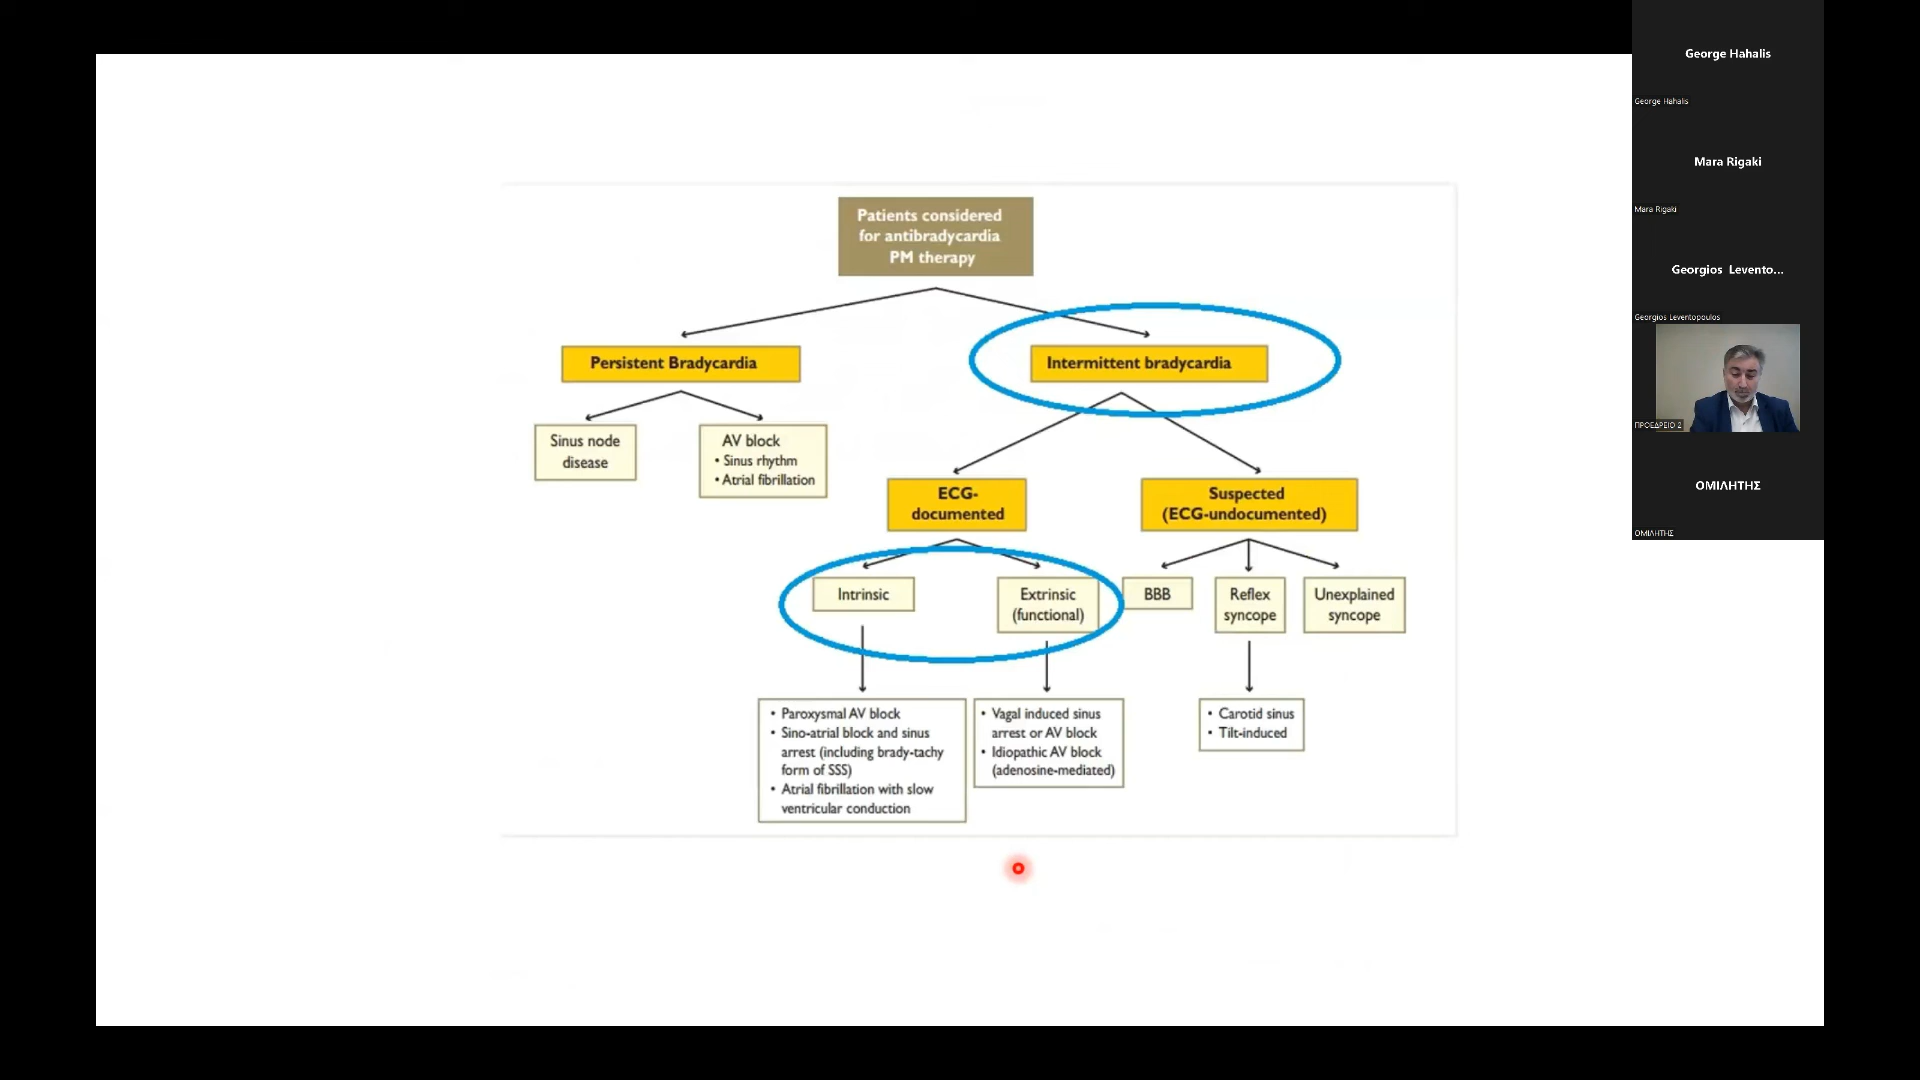 Patients considered
for antibradycardia
PM therapy
Persistent Bradycardia
Intermittent bradycardia
Sinus node
disease
AV block
• Sinus rhythm
• Atrial fibrillation
ECG-
documented
Suspected
(ECG-undocumented)
Intrinsic
Extrinsic
(functional)
BBB
Reflex
syncope
Unexplained
syncope
• Paroxysmal AV block
• Sino-atrial block and sinus
arrest (including brady-tachy
form of SSS)
• Atrial fibrillation with slow
ventricular conduction
• Vagal induced sinus
arrest or AV block
• Idiopathic AV block
(adenosine-mediated)
• Carotid sinus
• Tilt-induced
George Hahalis
George Hahalis
Mara Rigaki
Mara Rigaki
Georgios Levento...
Georgios Leventopoulos
ΠΡΟΕΔΡΕΙΟ 2
ΟΜΙΛΗΤΗΣ
ΟΜΙΛΗΤΗΣ